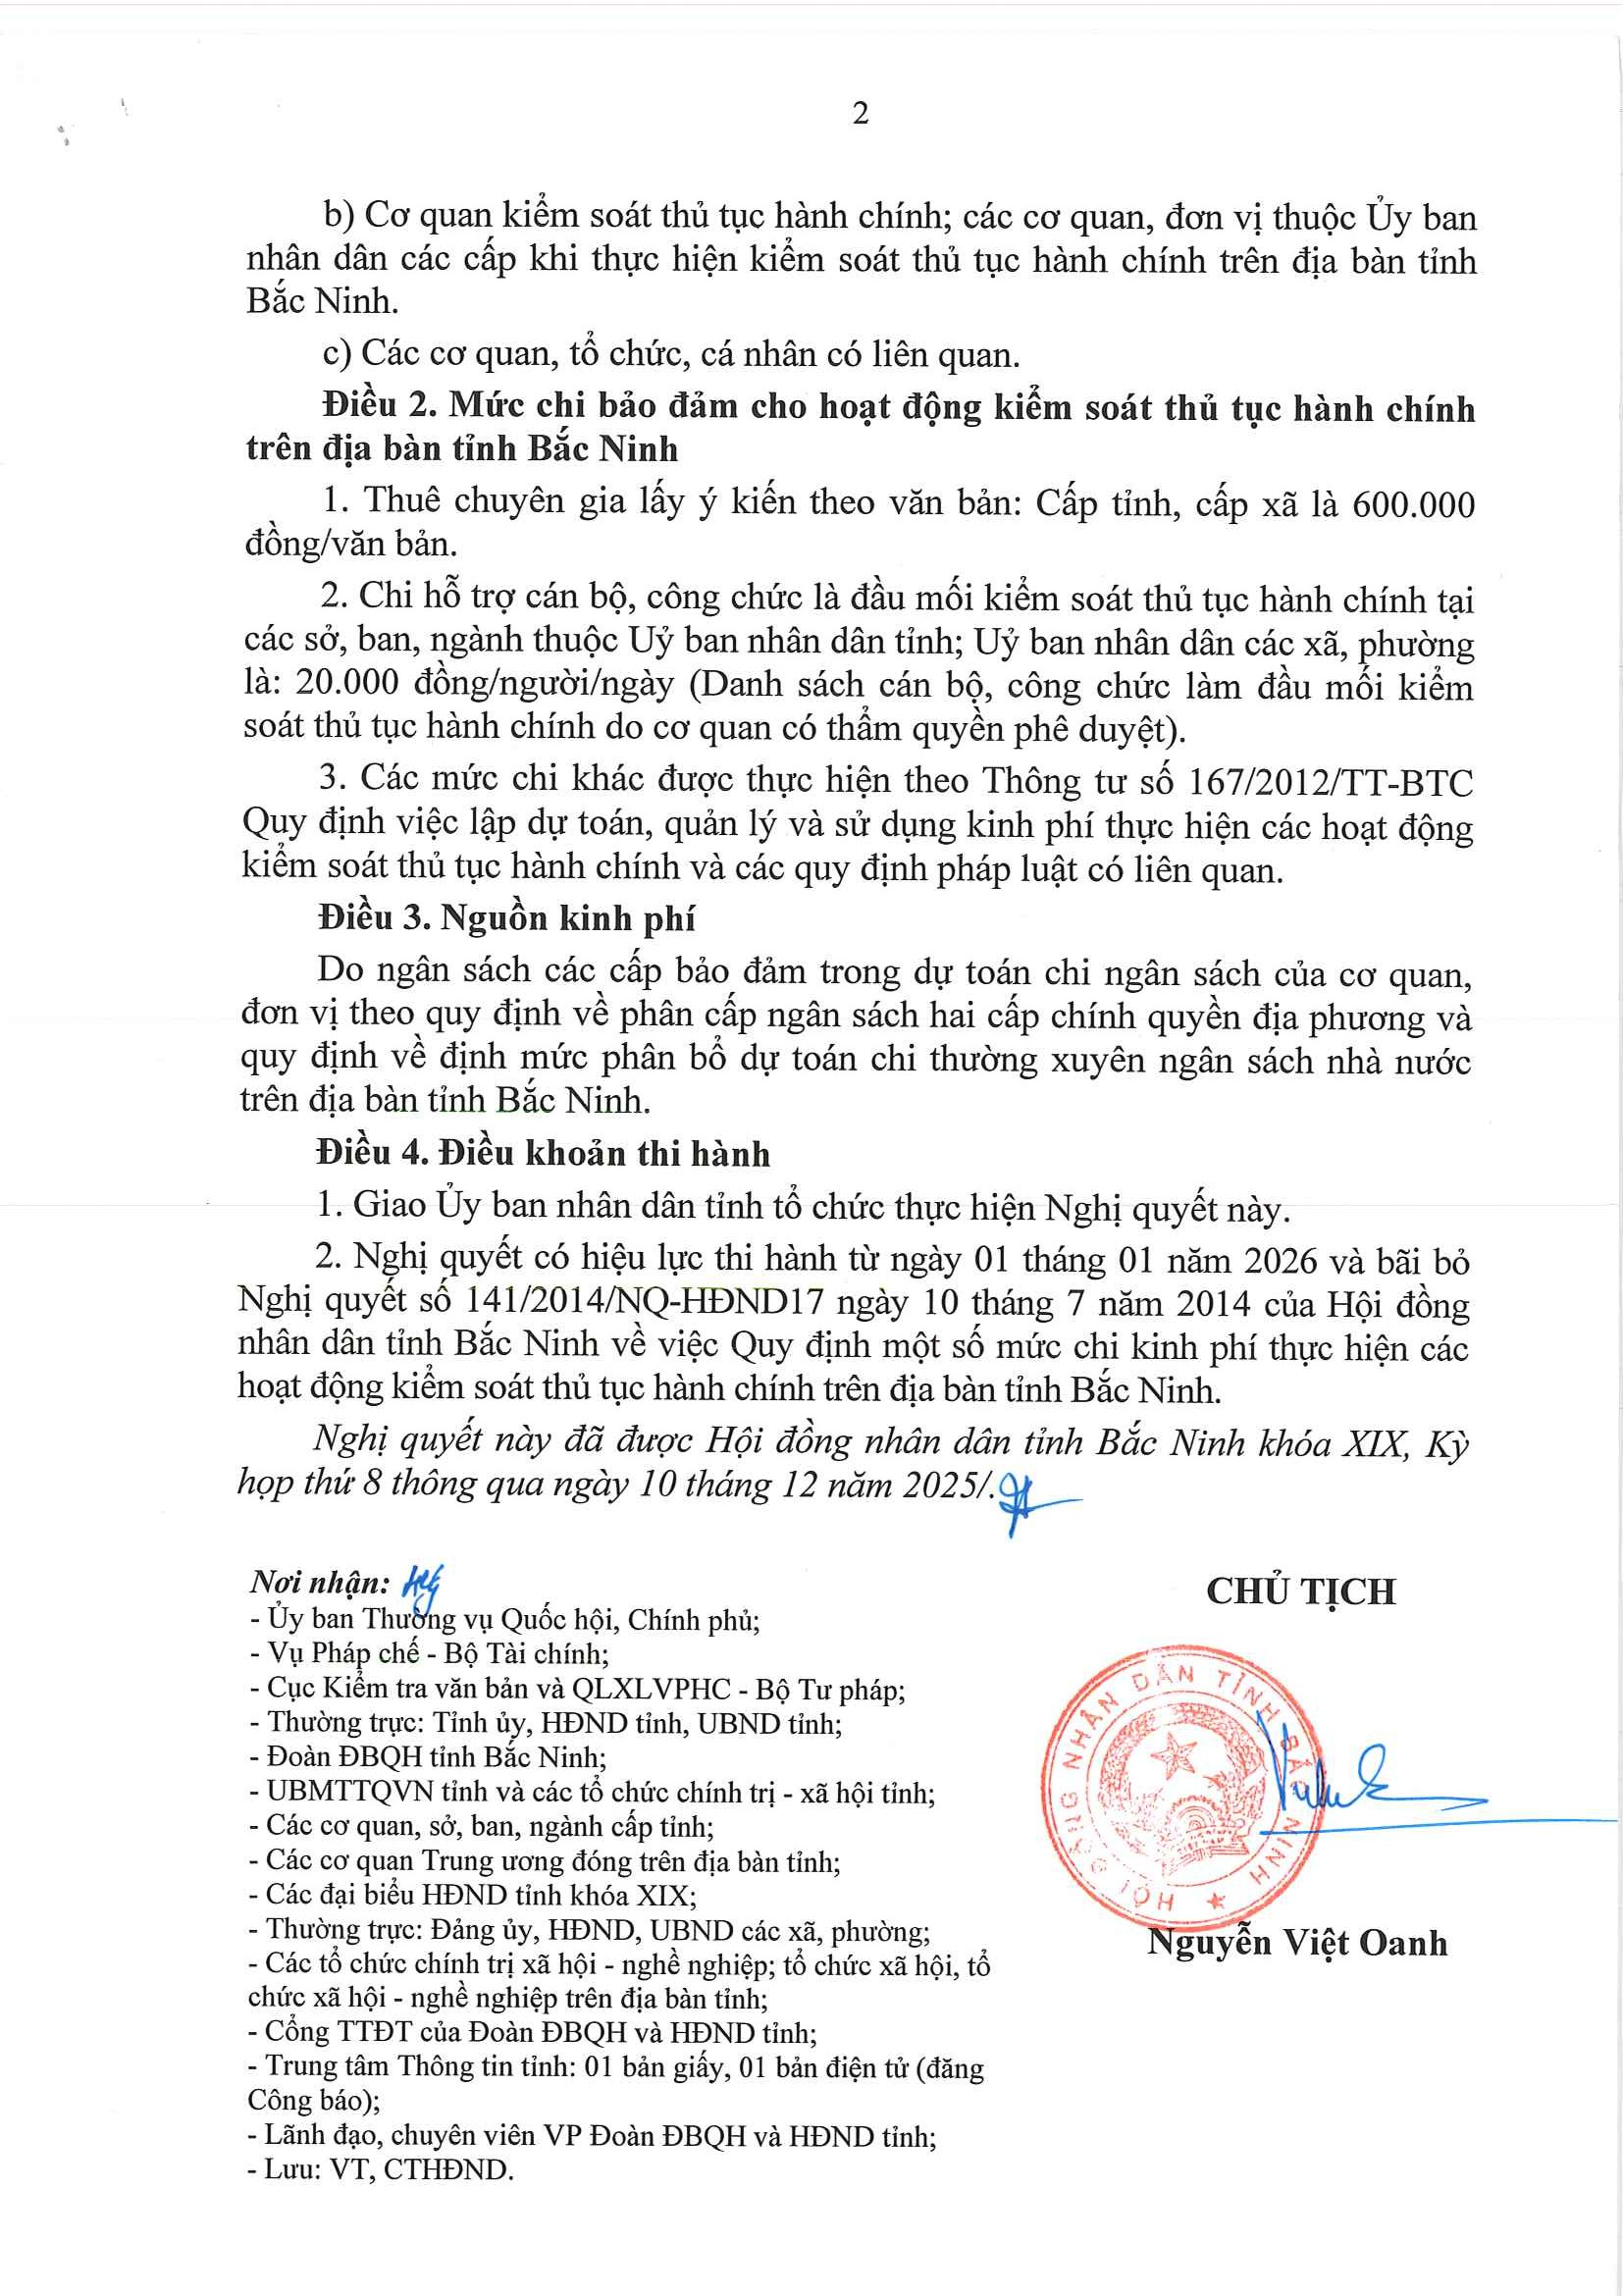 2
b) Cơ quan kiểm soát thủ tục hành chính; các cơ quan, đơn vị thuộc Ủy ban
nhân dân các cấp khi thực hiện kiểm soát thủ tục hành chính trên địa bàn tỉnh
Bắc Ninh.
c) Các cơ quan, tổ chức, cá nhân có liên quan.
Điều 2. Mức chi bảo đảm cho hoạt động kiểm soát thủ tục hành chính
trên địa bàn tỉnh Bắc Ninh
1. Thuê chuyên gia lấy ý kiến theo văn bản: Cấp tỉnh, cấp xã là 600.000
đồng/văn bản.
2. Chi hỗ trợ cán bộ, công chức là đầu mối kiểm soát thủ tục hành chính tại
các sở, ban, ngành thuộc Uỷ ban nhân dân tỉnh; Uỷ ban nhân dân các xã, phường
là: 20.000 đồng/người/ngày (Danh sách cán bộ, công chức làm đầu mối kiểm
soát thủ tục hành chính do cơ quan có thẩm quyền phê duyệt).
3. Các mức chi khác được thực hiện theo Thông tư số 167/2012/TT-BTC
Quy định việc lập dự toán, quản lý và sử dụng kinh phí thực hiện các hoạt động
kiểm soát thủ tục hành chính và các quy định pháp luật có liên quan.
Điều 3. Nguồn kinh phí
Do ngân sách các cấp bảo đảm trong dự toán chi ngân sách của cơ quan,
đơn vị theo quy định về phân cấp ngân sách hai cấp chính quyền địa phương và
quy định về định mức phân bổ dự toán chi thường xuyên ngân sách nhà nước
trên địa bàn tỉnh Bắc Ninh.
Điều 4. Điều khoản thi hành
1. Giao Ủy ban nhân dân tỉnh tổ chức thực hiện Nghị quyết này.
2. Nghị quyết có hiệu lực thi hành từ ngày 01 tháng 01 năm 2026 và bãi bỏ
Nghị quyết số 141/2014/NQ-HĐND17 ngày 10 tháng 7 năm 2014 của Hội đồng
nhân dân tỉnh Bắc Ninh về việc Quy định một số mức chi kinh phí thực hiện các
hoạt động kiểm soát thủ tục hành chính trên địa bàn tỉnh Bắc Ninh.
Nghị quyết này đã được Hội đồng nhân dân tỉnh Bắc Ninh khóa XIX, Kỳ
họp thứ 8 thông qua ngày 10 tháng 12 năm 2025/.
Nơi nhận:
- Ủy ban Thường vụ Quốc hội, Chính phủ;
- Vụ Pháp chế - Bộ Tài chính;
- Cục Kiểm tra văn bản và QLXLVPHC - Bộ Tư pháp;
- Thường trực: Tỉnh ủy, HĐND tỉnh, UBND tỉnh;
- Đoàn ĐBQH tỉnh Bắc Ninh;
- UBMTTQVN tỉnh và các tổ chức chính trị - xã hội tỉnh;
- Các cơ quan, sở, ban, ngành cấp tỉnh;
- Các cơ quan Trung ương đóng trên địa bàn tỉnh;
- Các đại biểu HĐND tỉnh khóa XIX;
- Thường trực: Đảng ủy, HĐND, UBND các xã, phường;
- Các tổ chức chính trị xã hội - nghề nghiệp; tổ chức xã hội, tổ
chức xã hội - nghề nghiệp trên địa bàn tỉnh;
- Cổng TTĐT của Đoàn ĐBQH và HĐND tỉnh;
- Trung tâm Thông tin tỉnh: 01 bản giấy, 01 bản điện tử (đăng
Công báo);
- Lãnh đạo, chuyên viên VP Đoàn ĐBQH và HĐND tỉnh;
- Lưu: VT, CTHĐND.
CHỦ TỊCH
HỘI ĐỒNG NHÂN DÂN TỈNH BẮC NINH
Nguyễn Việt Oanh